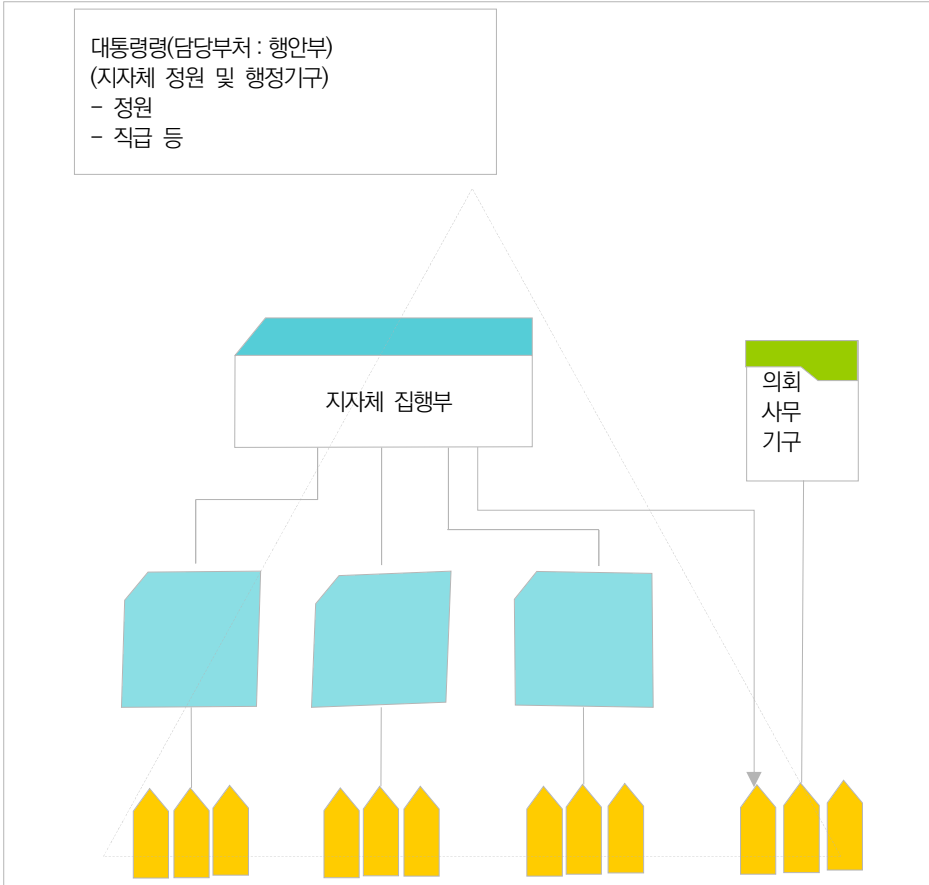 대통령령(담당부처 : 행안부)
(지자체 정원 및 행정기구)
- 정원
- 직급 등
지자체 집행부
의회
사무
기구